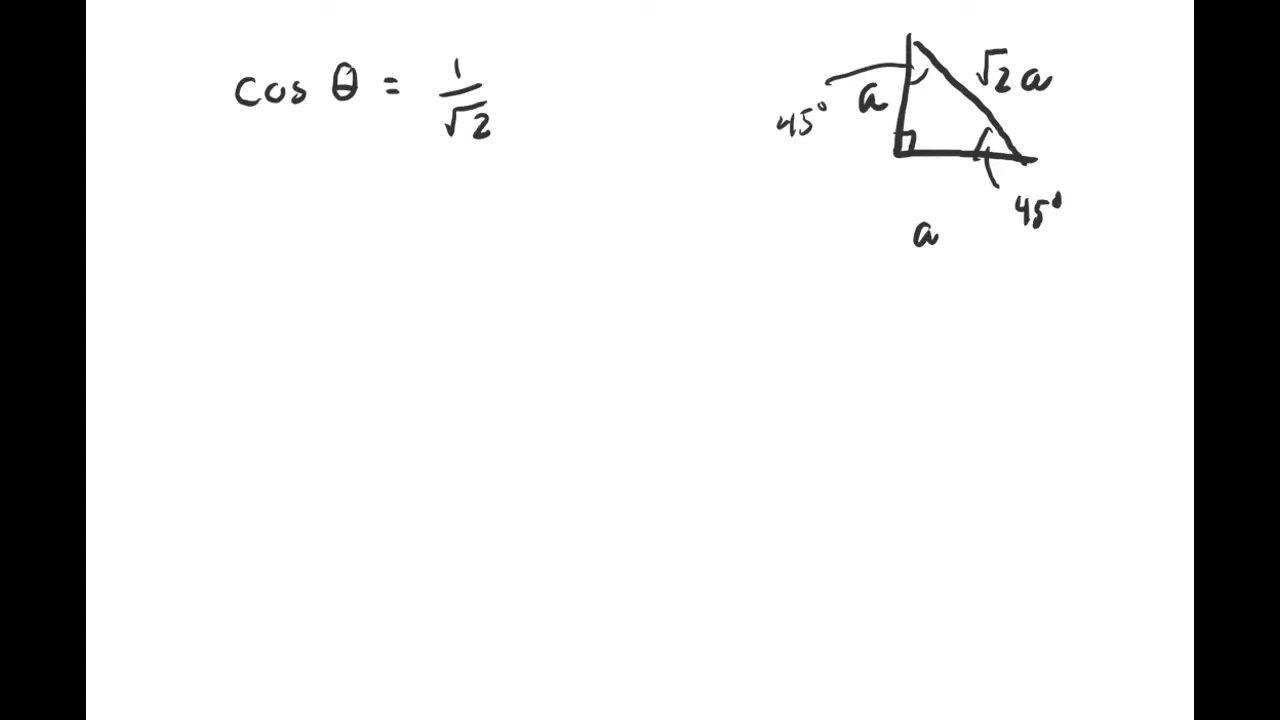 cos θ = 1/√2
√2 a
a
45°
45°
a